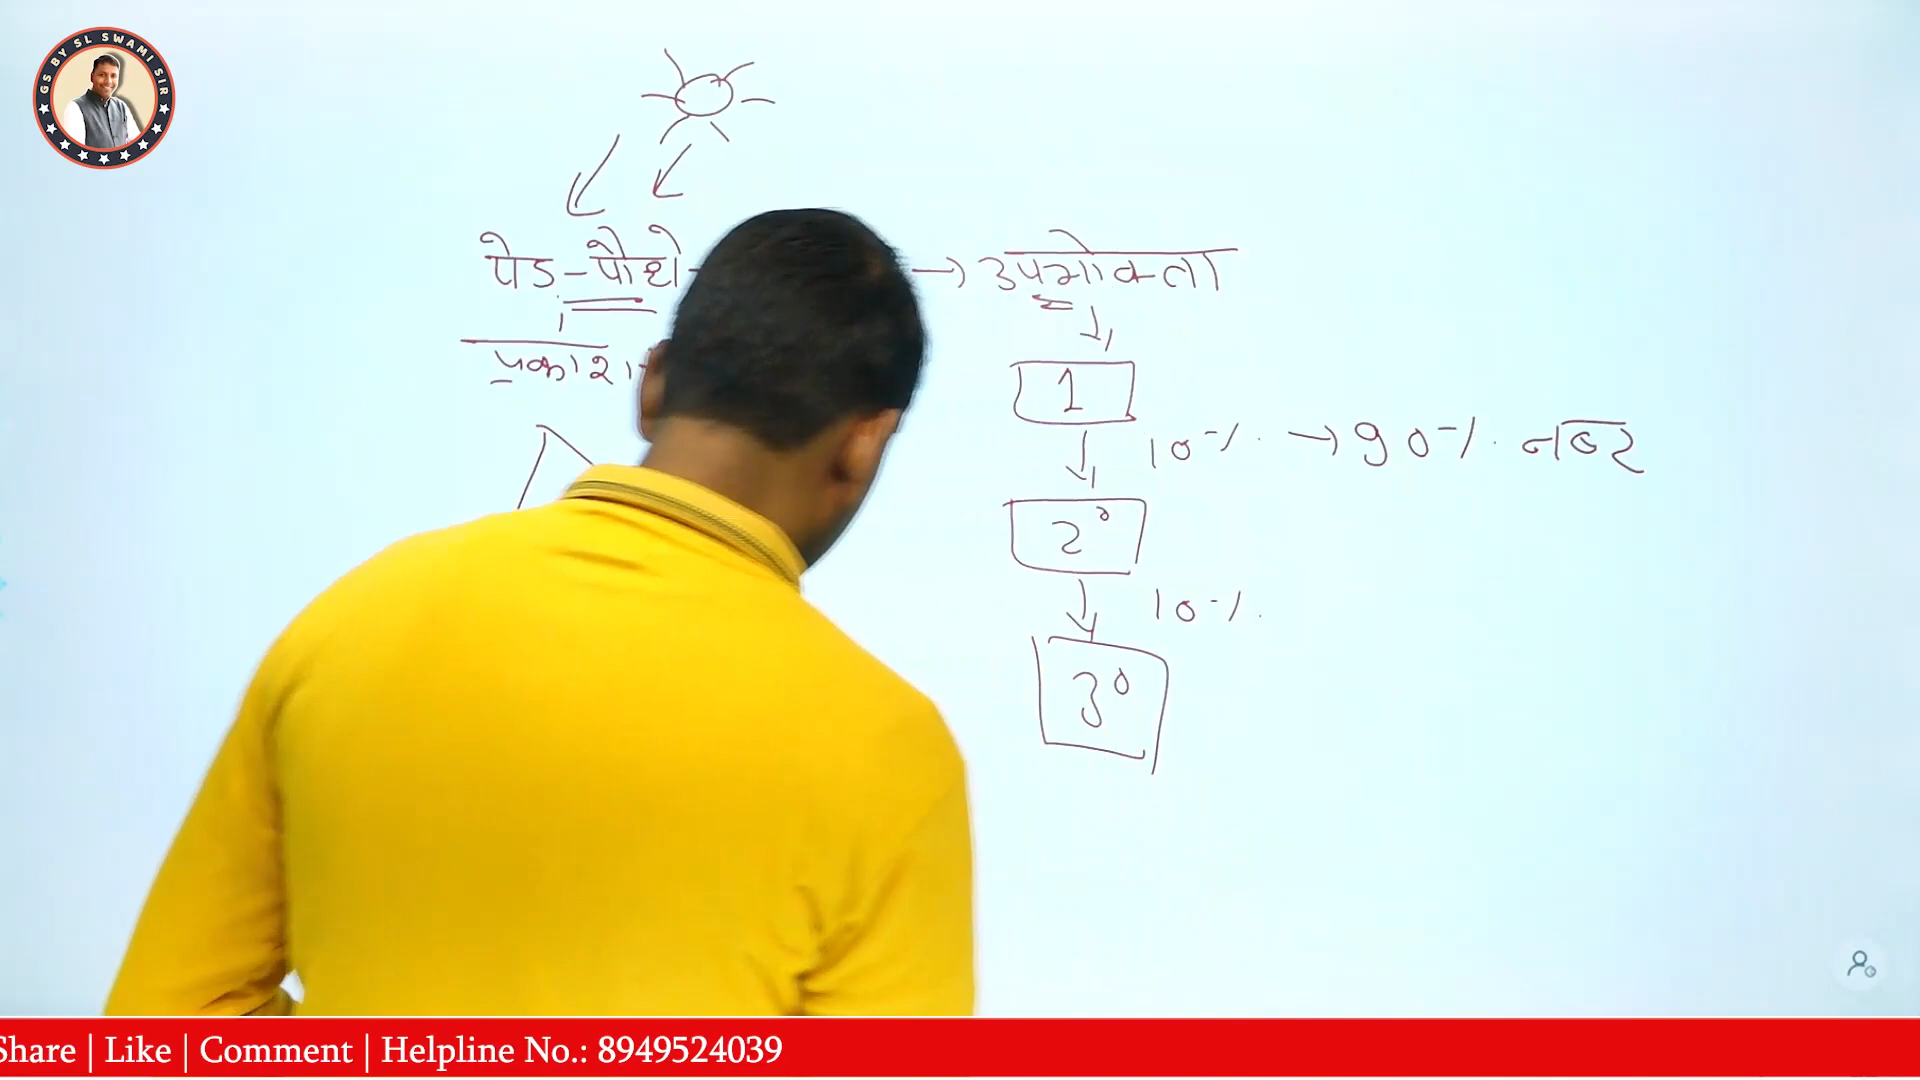 GS BY SL SWAMI SIR
पेड-पौधे
→ उपभोक्ता
प्रकाश
1
10% → 90%
2°
10%
3°
Share | Like | Comment | Helpline No.: 8949524039